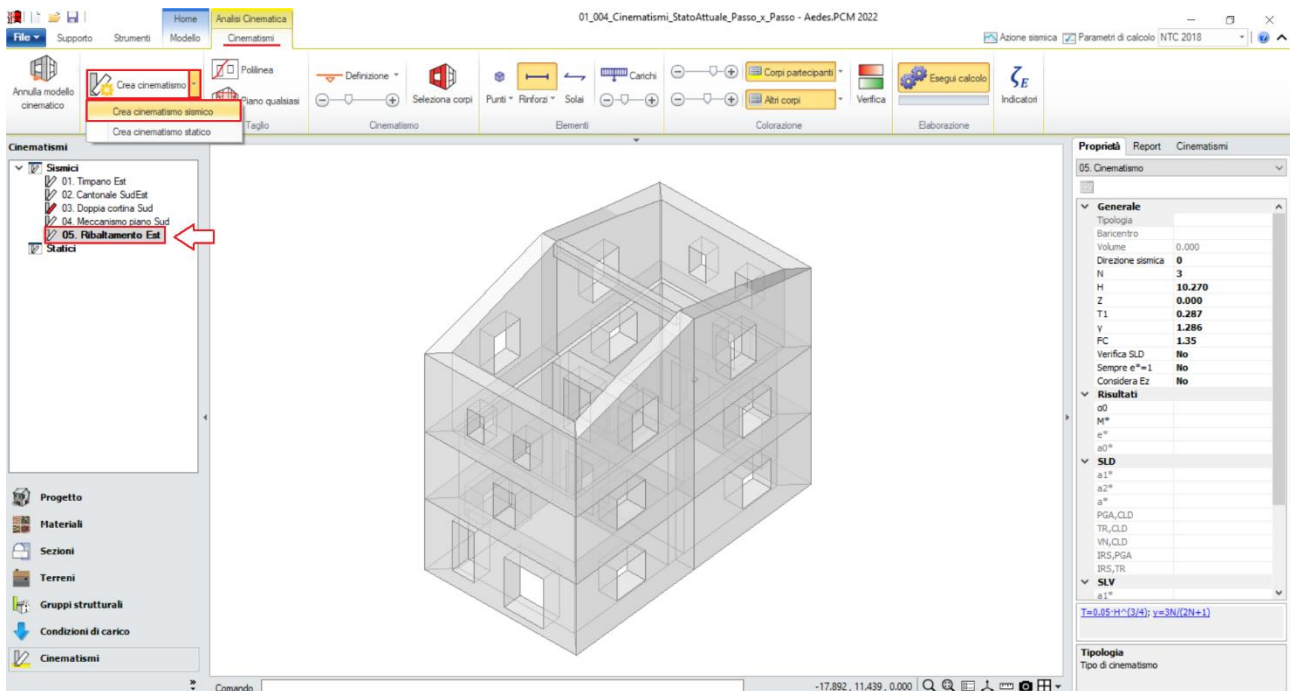 Home
Analisi Cinematica
01_004_Cinematismi_StatoAttuale_Passo_x_Passo - Aedes.PCM 2022
File
Supporto
Strumenti
Modello
Cinematismi
Azione sismica
Parametri di calcolo
NTC 2018
Annulla modello
cinematico
Crea cinematismo
Crea cinematismo sismico
Crea cinematismo statico
Polilinea
Piano qualsiasi
Taglio
Definizione
Seleziona corpi
Cinematismo
Punti
Rinforzi
Solai
Carichi
Elementi
Corpi partecipanti
Altri corpi
Colorazione
Verifica
Esegui calcolo
Elaborazione
ζE
Indicatori
Cinematismi
Sismici
01. Timpano Est
02. Cantonale SudEst
03. Doppia cortina Sud
04. Meccanismo piano Sud
05. Ribaltamento Est
Statici
Progetto
Materiali
Sezioni
Terreni
Gruppi strutturali
Condizioni di carico
Cinematismi
Comando
-17.892 , 11.439 , 0.000
Proprietà Report Cinematismi
05. Cinematismo
Generale
Tipologia
Baricentro
Volume 0.000
Direzione sismica 0
N 3
H 10.270
Z 0.000
T1 0.287
γ 1.286
FC 1.35
Verifica SLD No
Sempre e*=1 No
Considera Ez No
Risultati
α0
M*
e*
a0*
SLD
a1*
a2*
a*
PGA,CLD
TR,CLD
VN,CLD
IRS,PGA
IRS,TR
SLV
a1*
T=0.05·H^(3/4); γ=3N/(2N+1)
Tipologia
Tipo di cinematismo